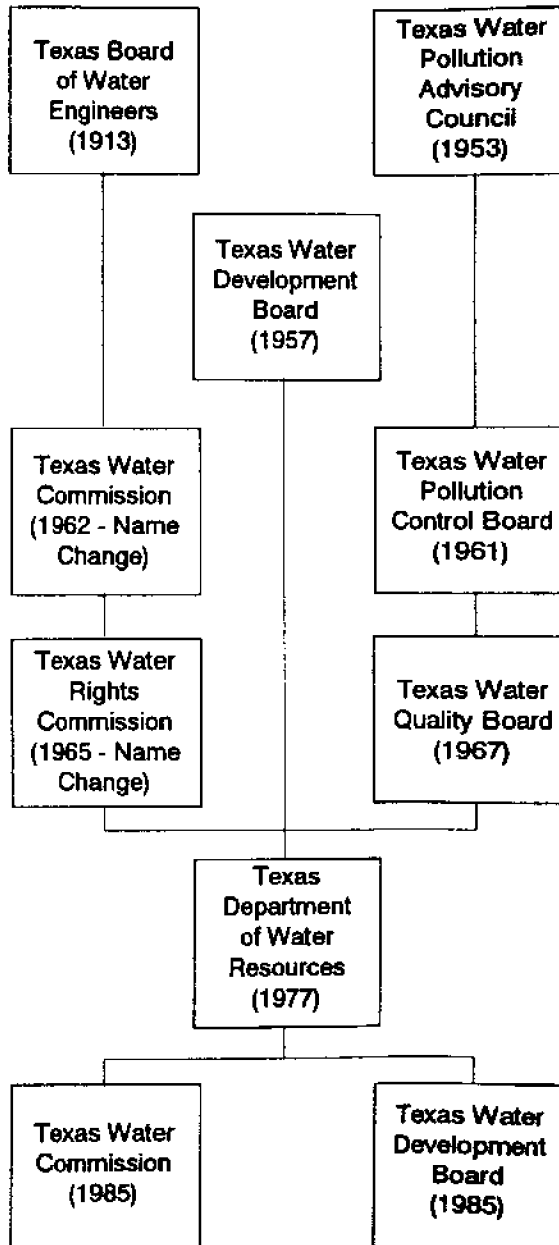 Texas Board
of Water
Engineers
(1913)
Texas Water
Pollution
Advisory
Council
(1953)
Texas Water
Development
Board
(1957)
Texas Water
Commission
(1962 - Name
Change)
Texas Water
Pollution
Control Board
(1961)
Texas Water
Rights
Commission
(1965 - Name
Change)
Texas Water
Quality Board
(1967)
Texas
Department
of Water
Resources
(1977)
Texas Water
Commission
(1985)
Texas Water
Development
Board
(1985)